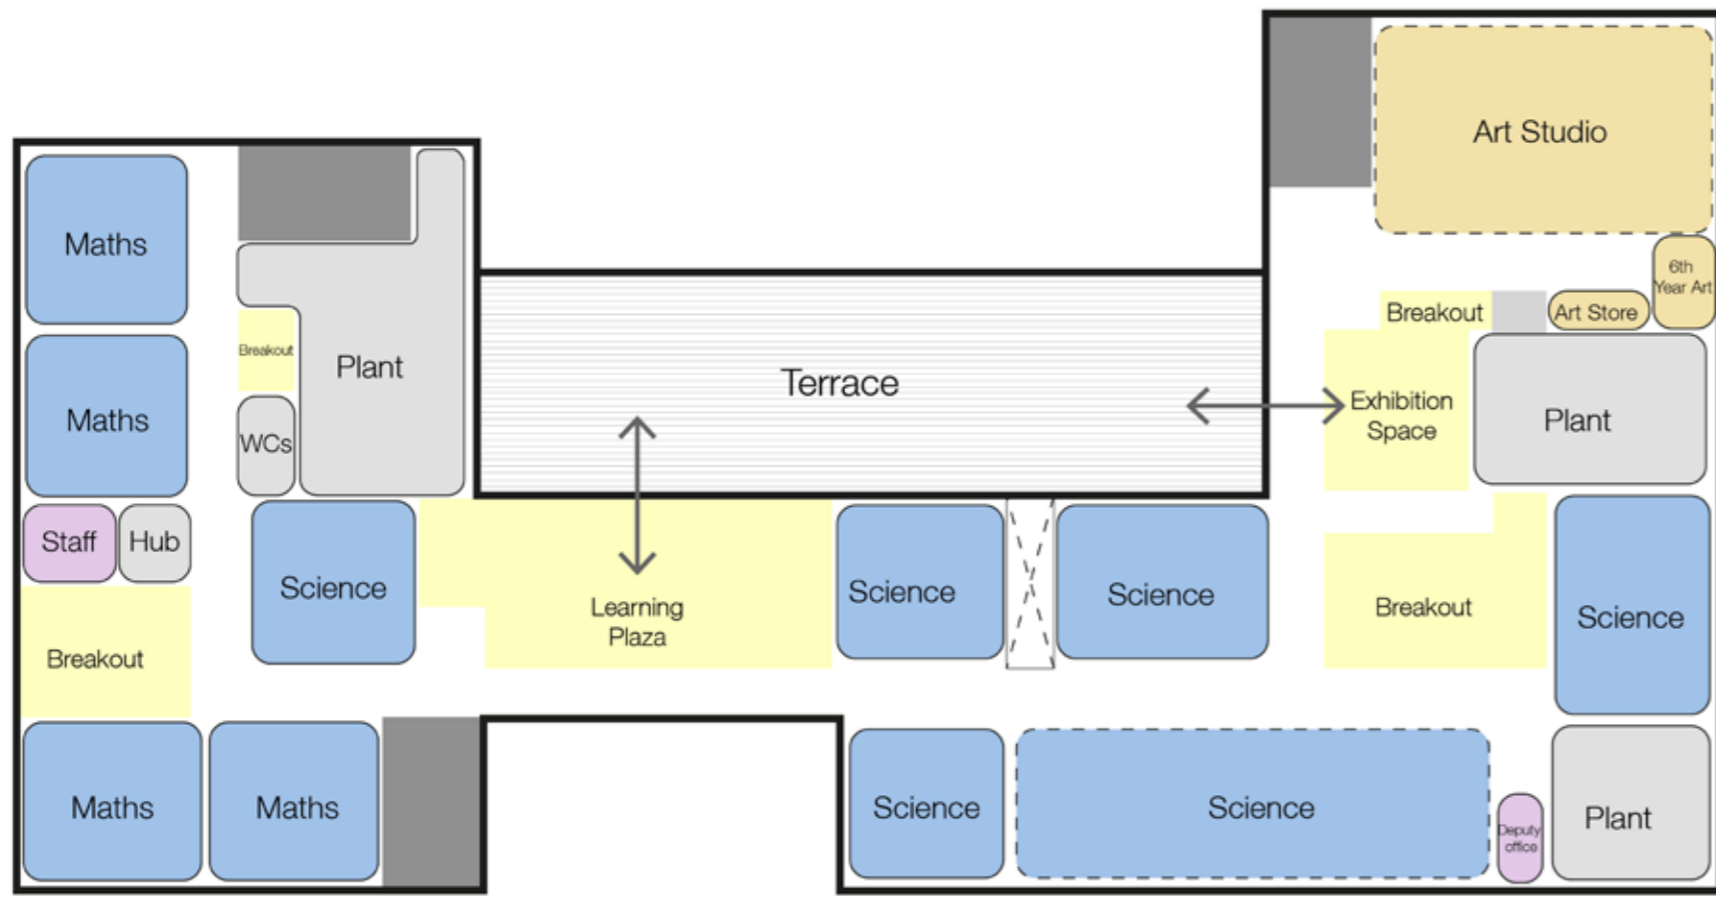 Art Studio
Maths
6th
Year Art
Breakout
Art Store
Breakout
Plant
Terrace
Exhibition
Space
Maths
WCs
Plant
Staff
Hub
Science
Learning
Plaza
Science
Science
Breakout
Science
Breakout
Maths
Maths
Science
Science
Deputy
office
Plant